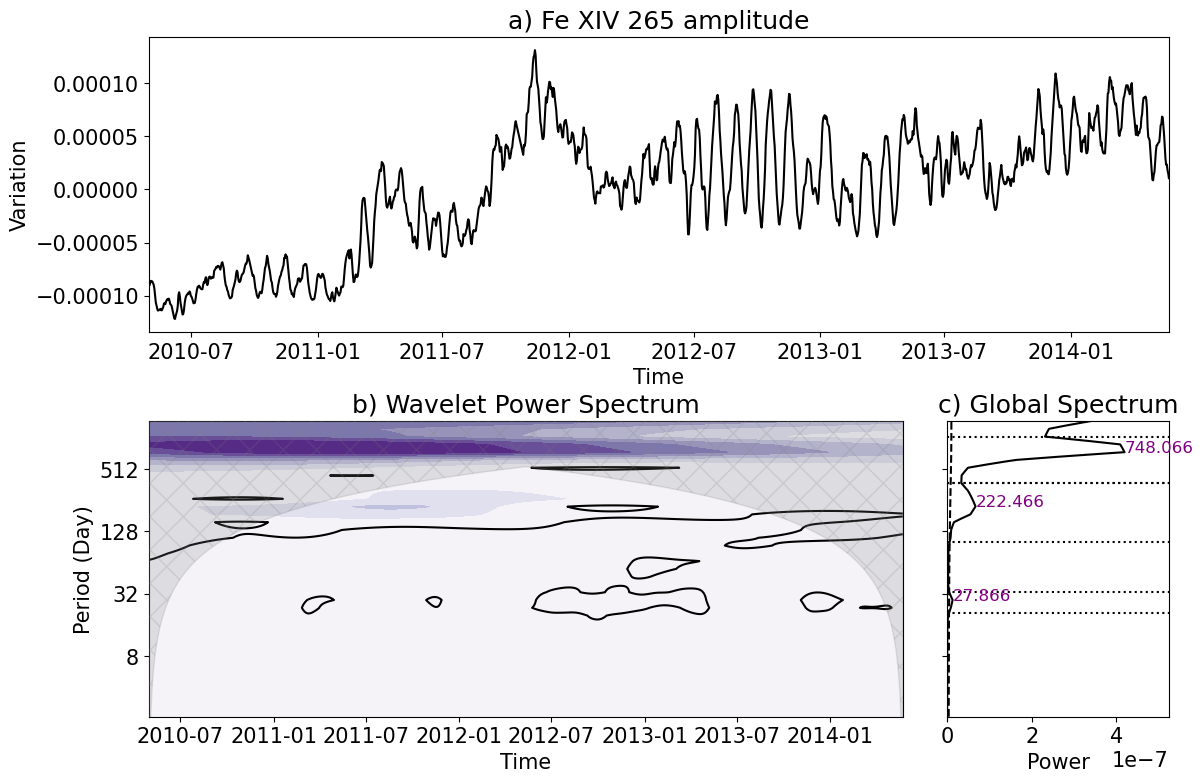 a) Fe XIV 265 amplitude
Variation
0.00010
0.00005
0.00000
−0.00005
−0.00010
2010-07 2011-01 2011-07 2012-01 2012-07 2013-01 2013-07 2014-01
Time
b) Wavelet Power Spectrum
Period (Day)
512
128
32
8
2010-07 2011-01 2011-07 2012-01 2012-07 2013-01 2013-07 2014-01
Time
c) Global Spectrum
748.066
222.466
27.866
0 2 4
Power 1e−7